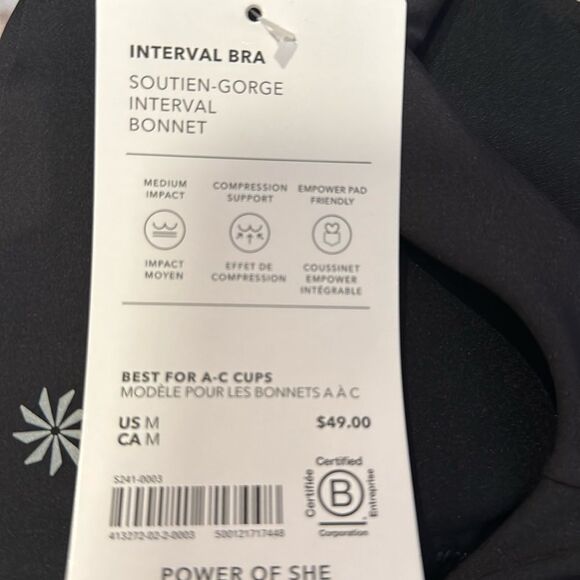 INTERVAL BRA
SOUTIEN-GORGE
INTERVAL
BONNET
MEDIUM
IMPACT
COMPRESSION
SUPPORT
EMPOWER PAD
FRIENDLY
IMPACT
MOYEN
EFFET DE
COMPRESSION
COUSSINET
EMPOWER
INTÉGRABLE
BEST FOR A-C CUPS
MODÈLE POUR LES BONNETS A À C
US M
CA M
$49.00
S241-0003
413272-02-2-0003 500121717448
Certified
Certifiée
B
Entreprise
Corporation
POWER OF SHE